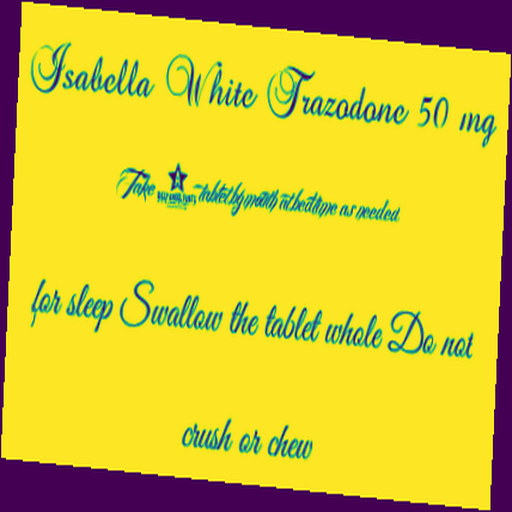 Isabella White Trazodone 50 mg
Take tablet by mouth at bedtime as needed
for sleep Swallow the tablet whole Do not
crush or chew